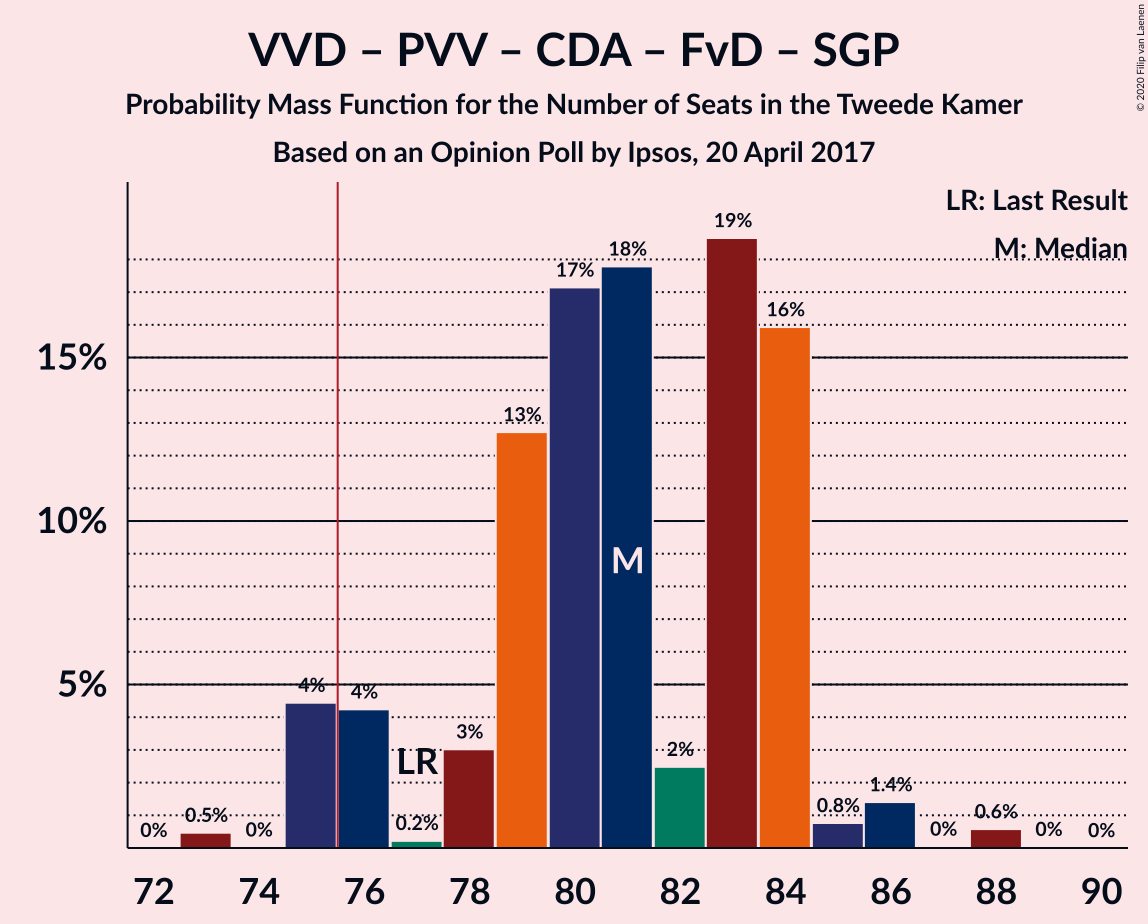 VVD – PVV – CDA – FvD – SGP
Probability Mass Function for the Number of Seats in the Tweede Kamer
Based on an Opinion Poll by Ipsos, 20 April 2017
© 2020 Filip van Laenen
LR: Last Result
M: Median
15%
10%
5%
0%
0.5%
0%
4%
4%
0.2%
LR
3%
13%
17%
18%
M
2%
19%
16%
0.8%
1.4%
0%
0.6%
0%
0%
72 74 76 78 80 82 84 86 88 90